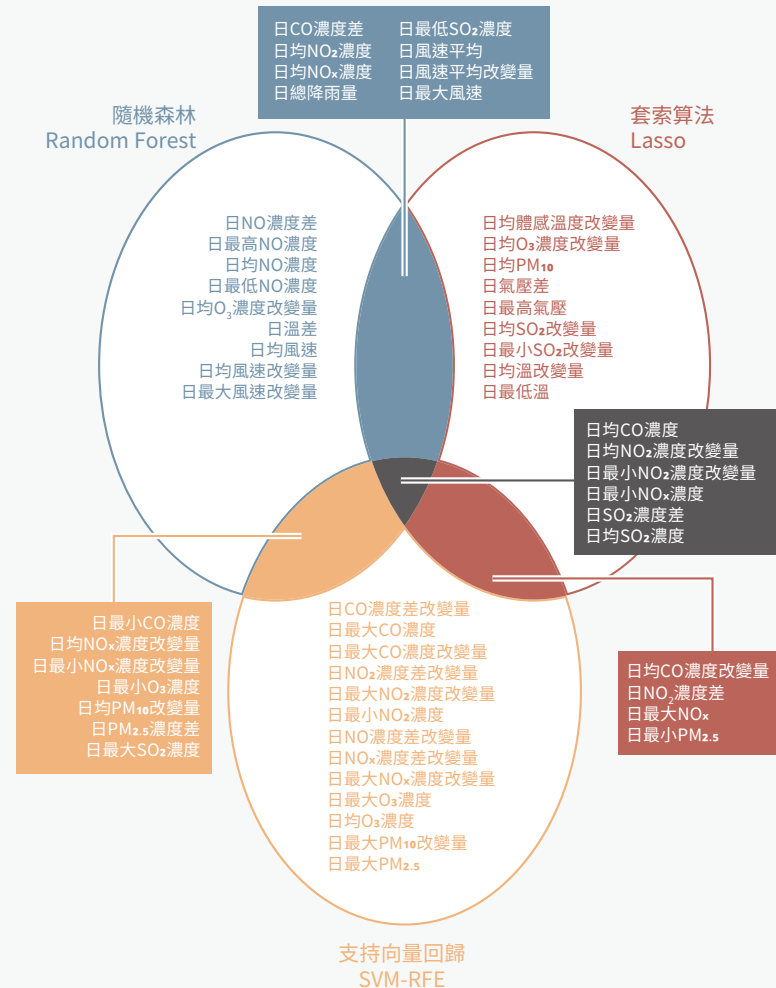 日CO濃度差
日均NO₂濃度
日均NOₓ濃度
日總降雨量
日最低SO₂濃度
日風速平均
日風速平均改變量
日最大風速
隨機森林
Random Forest
套索算法
Lasso
日NO濃度差
日最高NO濃度
日均NO濃度
日最低NO濃度
日均O₃濃度改變量
日溫差
日均風速
日均風速改變量
日最大風速改變量
日均體感溫度改變量
日均O₃濃度改變量
日均PM₁₀
日氣壓差
日最高氣壓
日均SO₂改變量
日最小SO₂改變量
日均溫改變量
日最低溫
日均CO濃度
日均NO₂濃度改變量
日最小NO₂濃度改變量
日最小NOₓ濃度
日SO₂濃度差
日均SO₂濃度
日最小CO濃度
日均NOₓ濃度改變量
日最小NOₓ濃度改變量
日最小O₃濃度
日均PM₁₀改變量
日PM₂.₅濃度差
日最大SO₂濃度
日CO濃度差改變量
日最大CO濃度
日最大CO濃度改變量
日NO₂濃度差改變量
日最大NO₂濃度改變量
日最小NO₂濃度
日NO濃度差改變量
日NOₓ濃度差改變量
日最大NOₓ濃度改變量
日最大O₃濃度
日均O₃濃度
日最大PM₁₀改變量
日最大PM₂.₅
日均CO濃度改變量
日NO₂濃度差
日最大NOₓ
日最小PM₂.₅
支持向量回歸
SVM-RFE